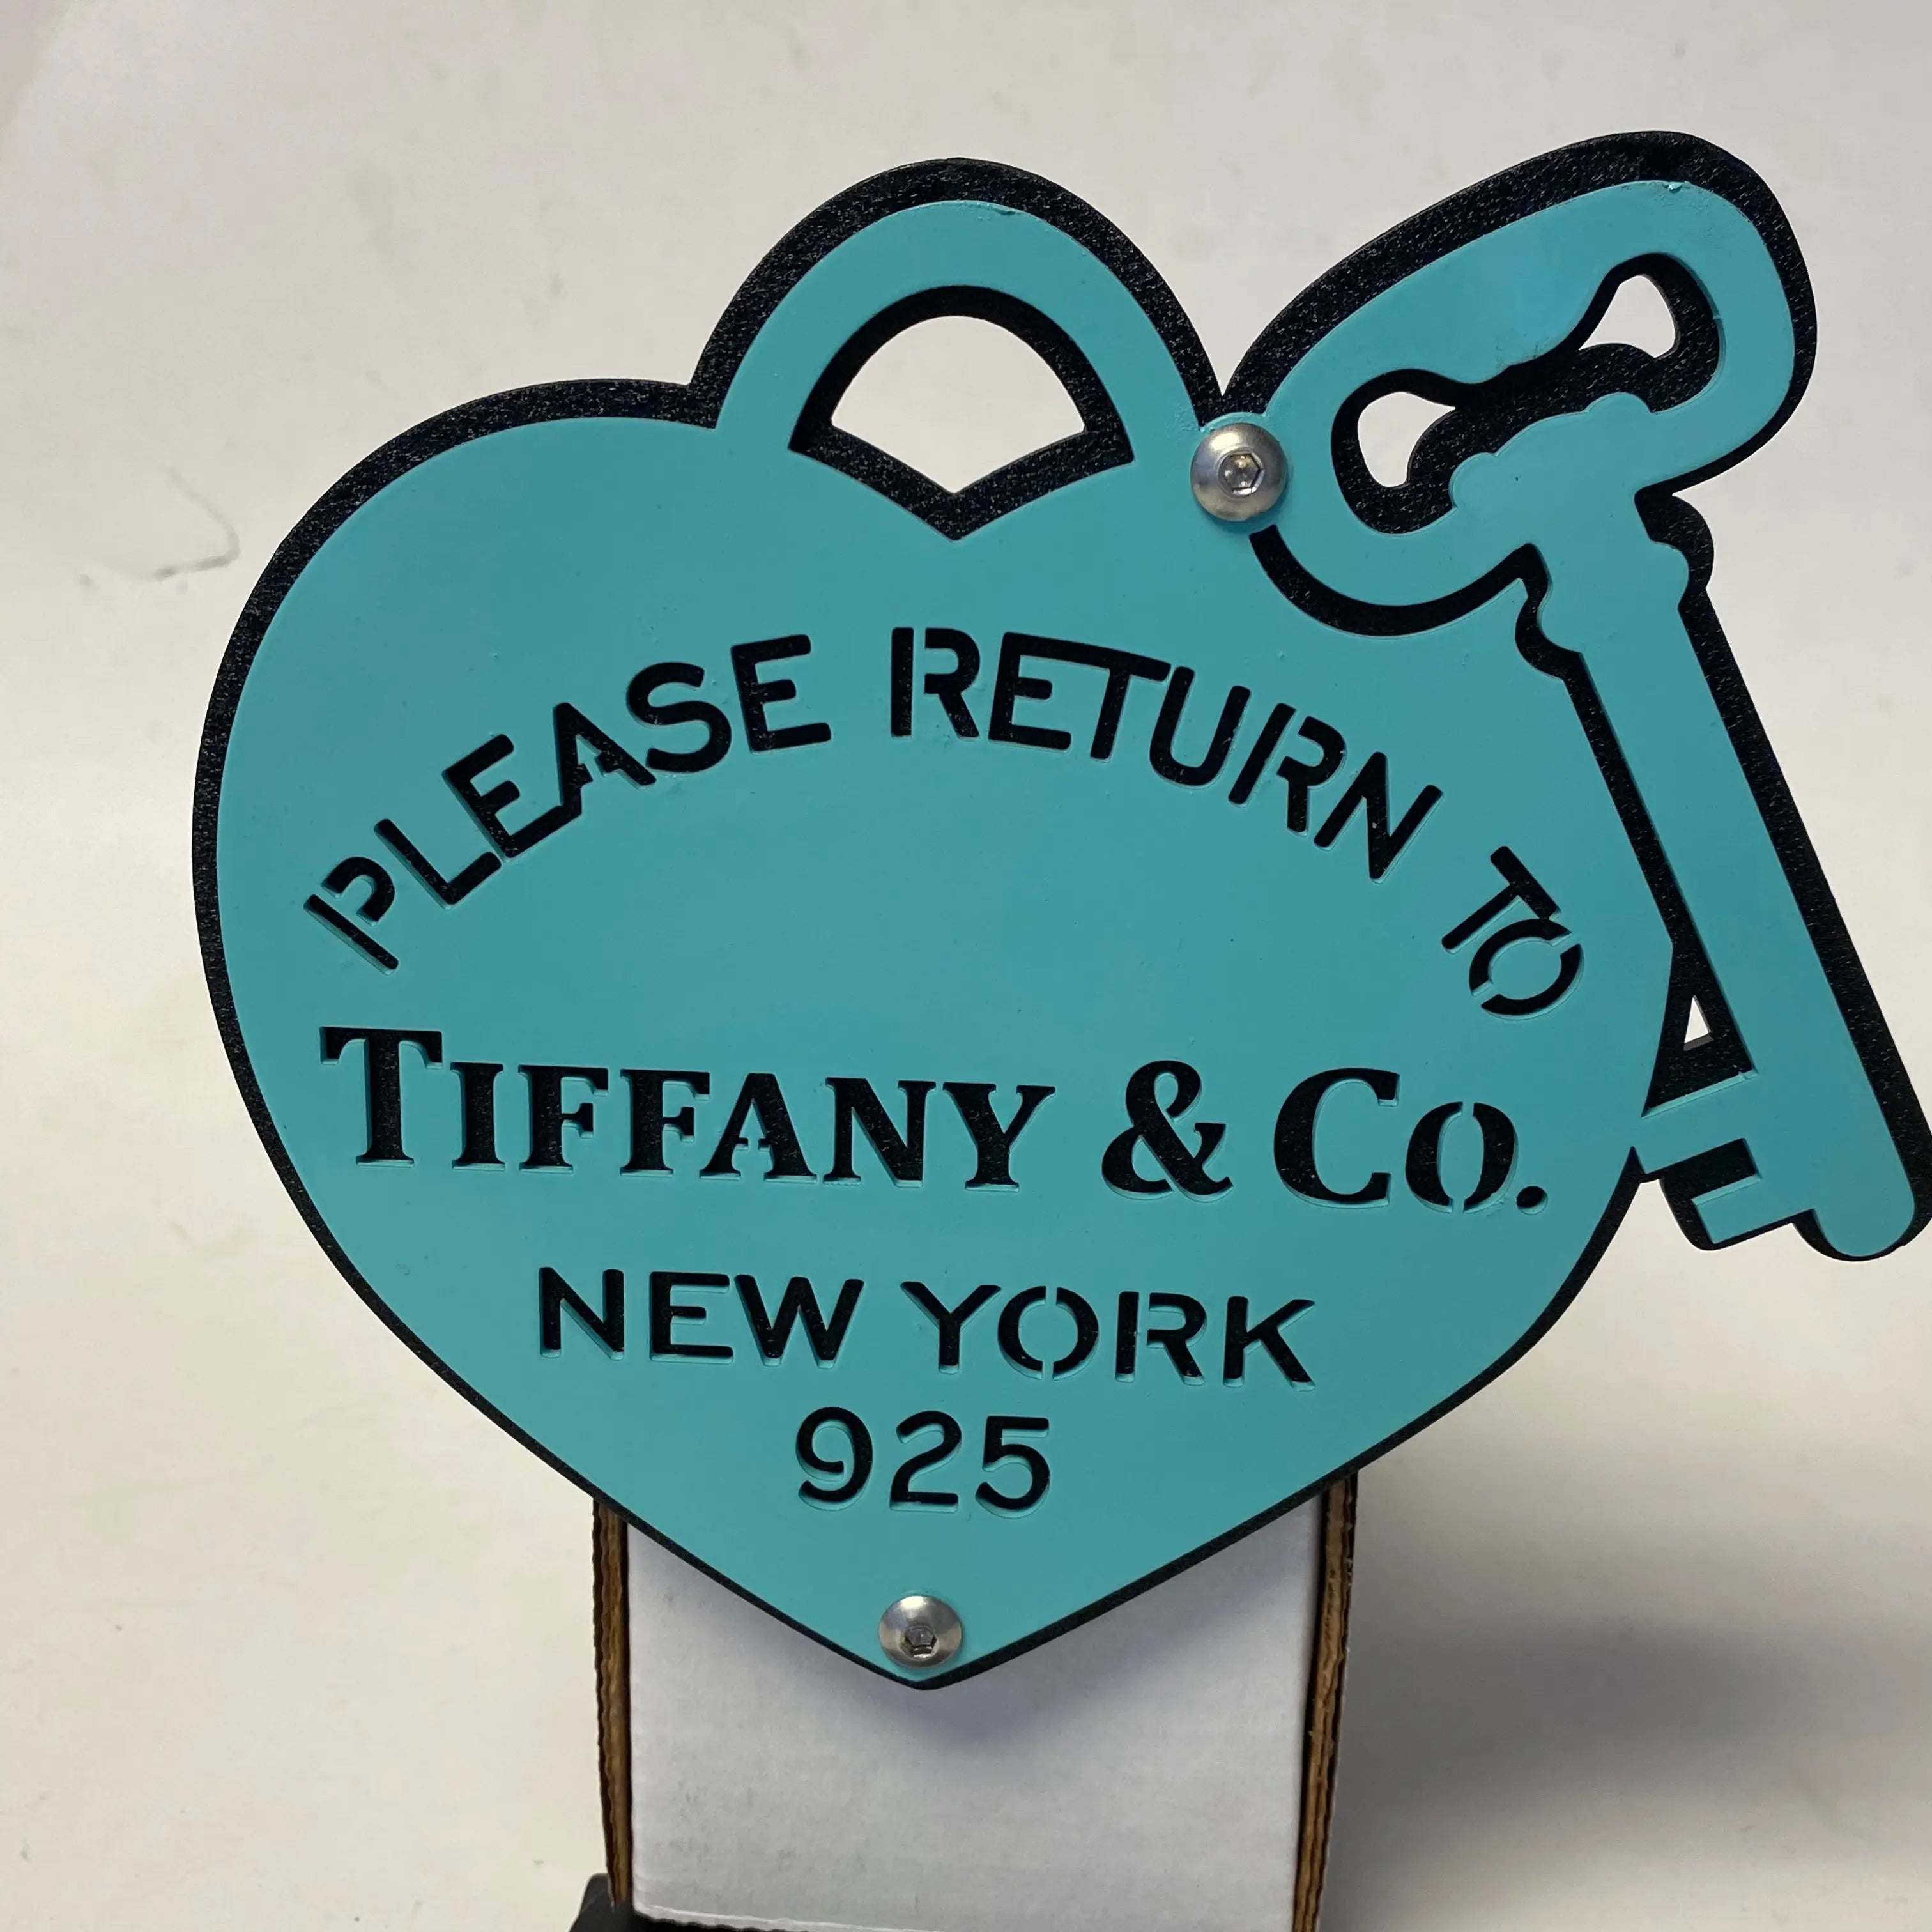 PLEASE RETURN TO
TIFFANY & CO.
NEW YORK
925